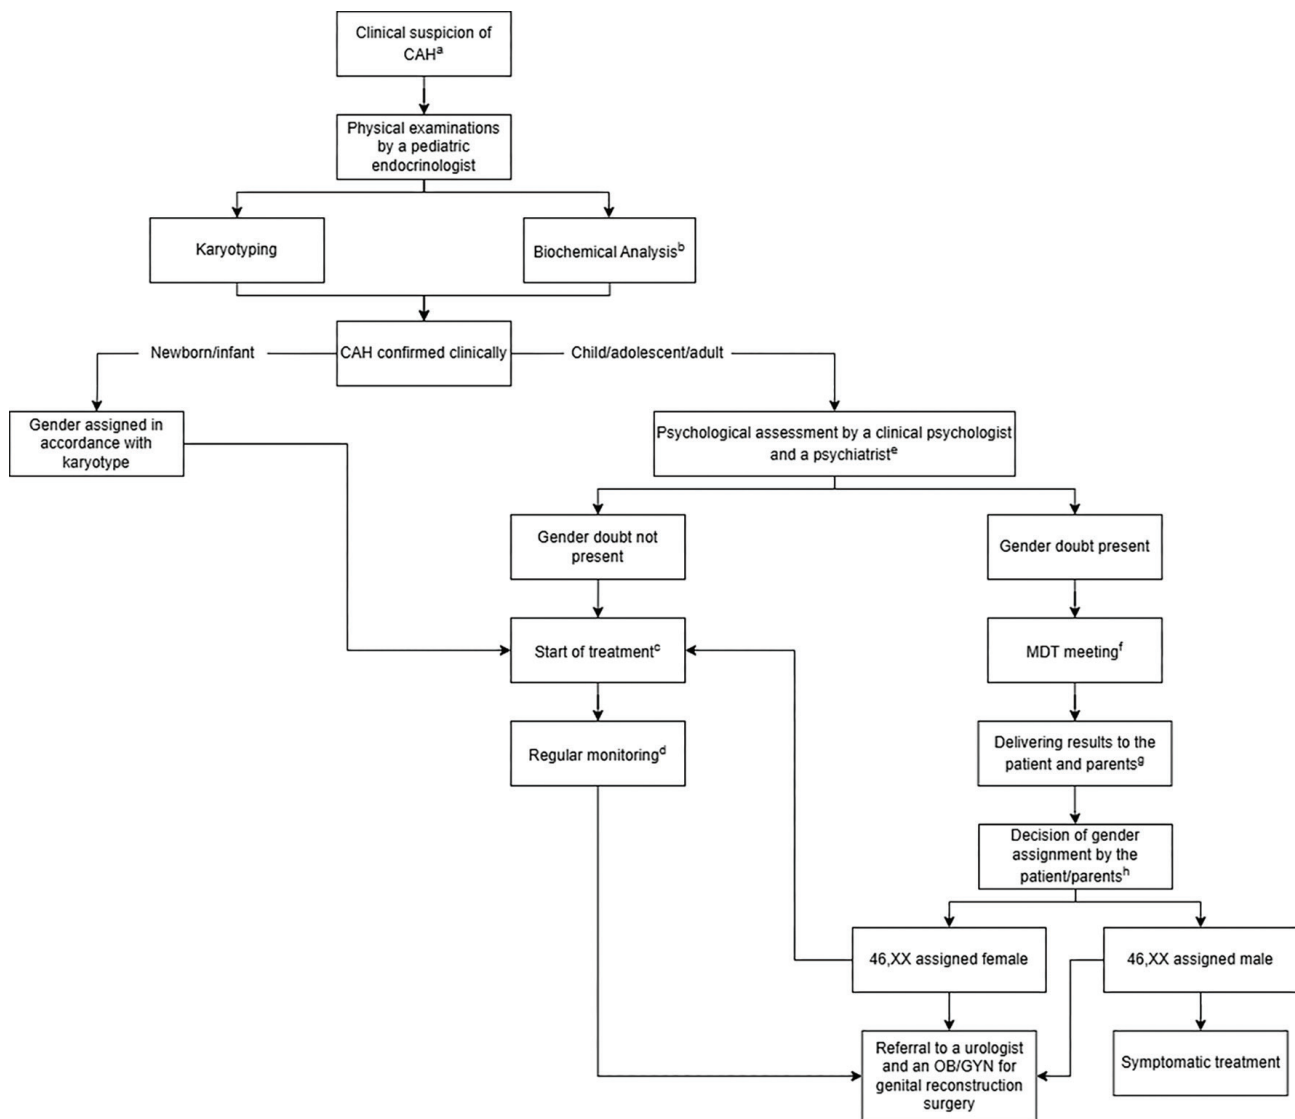 Clinical suspicion of
CAHᵃ
Physical examinations
by a pediatric
endocrinologist
Karyotyping
Biochemical Analysisᵇ
Newborn/infant
CAH confirmed clinically
Child/adolescent/adult
Gender assigned in
accordance with
karyotype
Psychological assessment by a clinical psychologist
and a psychiatristᵉ
Gender doubt not
present
Gender doubt present
Start of treatmentᶜ
MDT meetingᶠ
Regular monitoringᵈ
Delivering results to the
patient and parentsᵍ
Decision of gender
assignment by the
patient/parentsʰ
46,XX assigned female
46,XX assigned male
Referral to a urologist
and an OB/GYN for
genital reconstruction
surgery
Symptomatic treatment